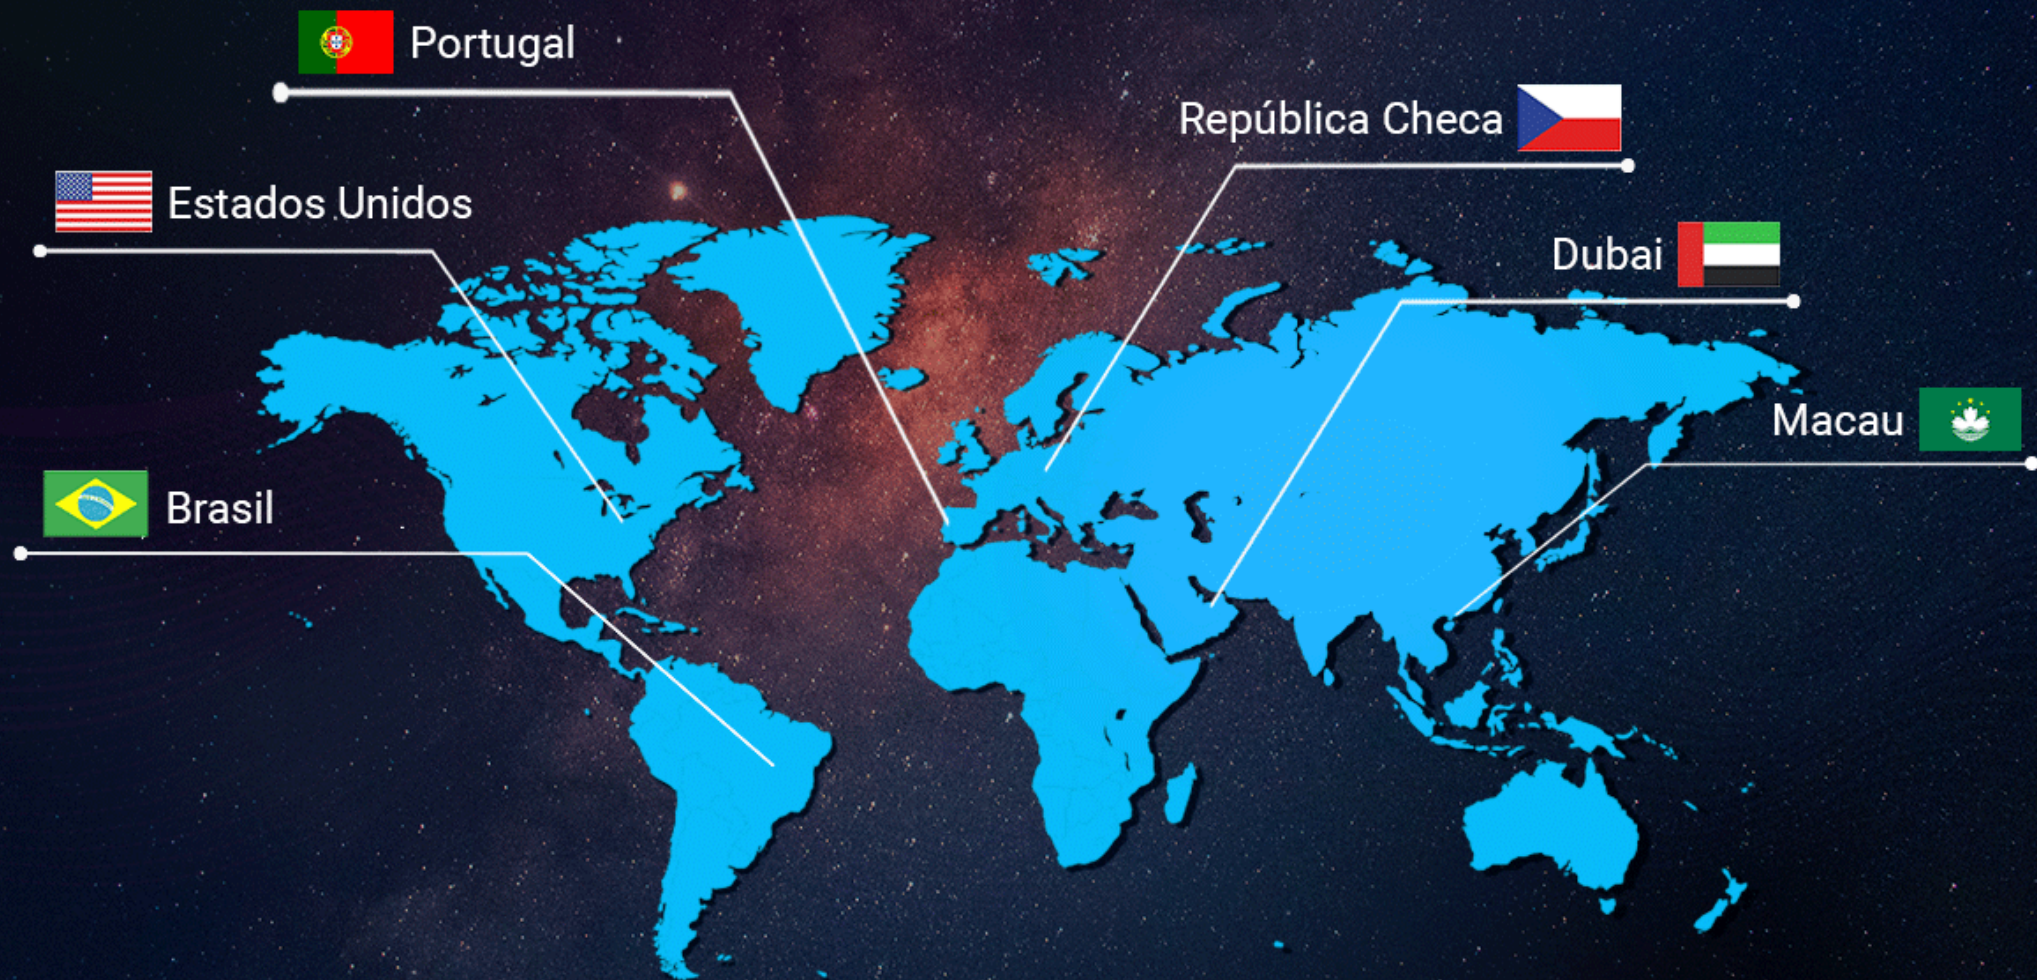 Portugal
República Checa
Estados Unidos
Dubai
Macau
Brasil